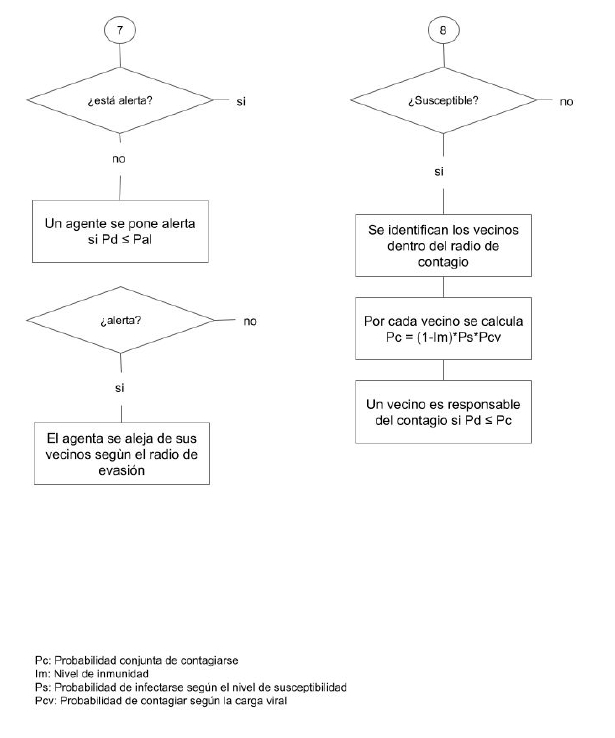 7
¿está alerta?
si
no
Un agente se pone alerta
si Pd ≤ Pal
¿alerta?
no
si
El agenta se aleja de sus
vecinos segùn el radio de
evasión
8
¿Susceptible?
no
si
Se identifican los vecinos
dentro del radio de
contagio
Por cada vecino se calcula
Pc = (1-Im)*Ps*Pcv
Un vecino es responsable
del contagio si Pd ≤ Pc
Pc: Probabilidad conjunta de contagiarse
Im: Nivel de inmunidad
Ps: Probabilidad de infectarse según el nivel de susceptibilidad
Pcv: Probabilidad de contagiar según la carga viral